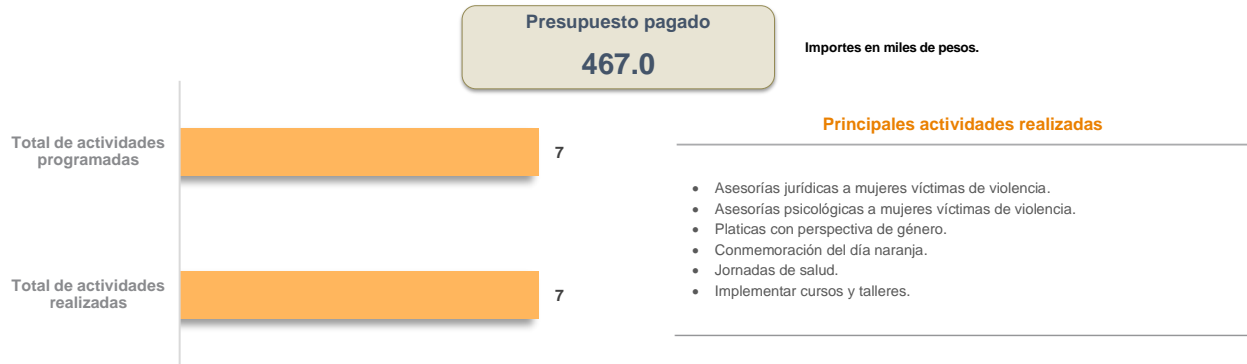 Presupuesto pagado
467.0
Importes en miles de pesos.
Total de actividades
programadas
7
Total de actividades
realizadas
7
Principales actividades realizadas
• Asesorías jurídicas a mujeres víctimas de violencia.
• Asesorías psicológicas a mujeres víctimas de violencia.
• Platicas con perspectiva de género.
• Conmemoración del día naranja.
• Jornadas de salud.
• Implementar cursos y talleres.